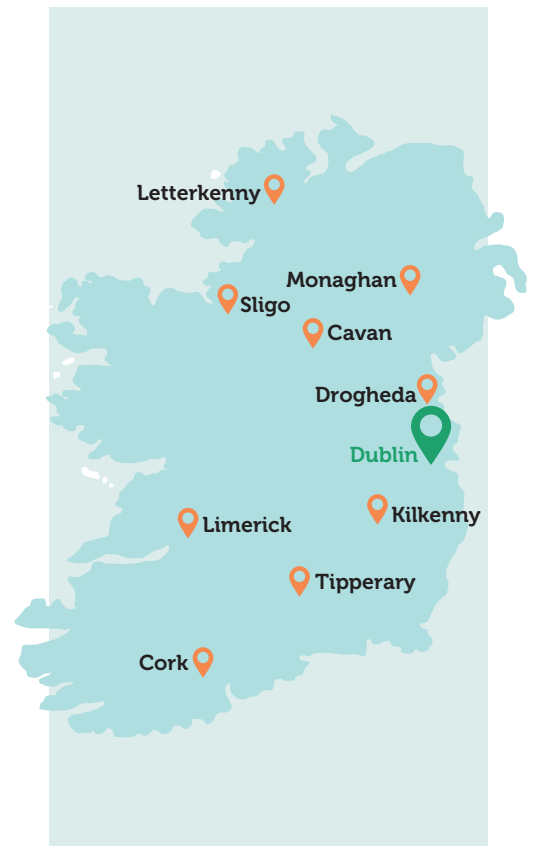 Letterkenny
Monaghan
Sligo
Cavan
Drogheda
Dublin
Kilkenny
Limerick
Tipperary
Cork